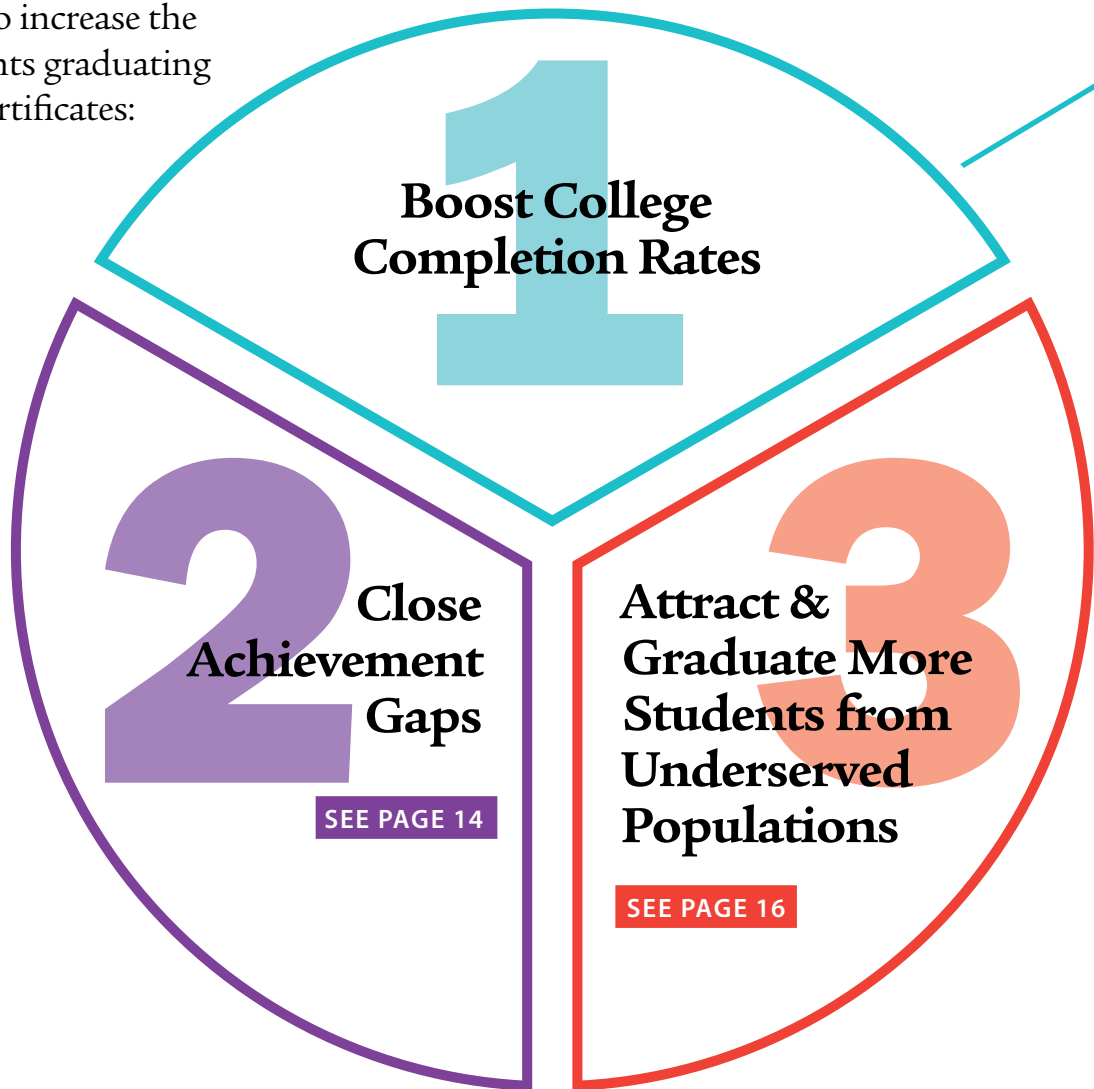 o increase the
nts graduating
rtificates:
1
Boost College
Completion Rates
2
Close
Achievement
Gaps
SEE PAGE 14
3
Attract &
Graduate More
Students from
Underserved
Populations
SEE PAGE 16